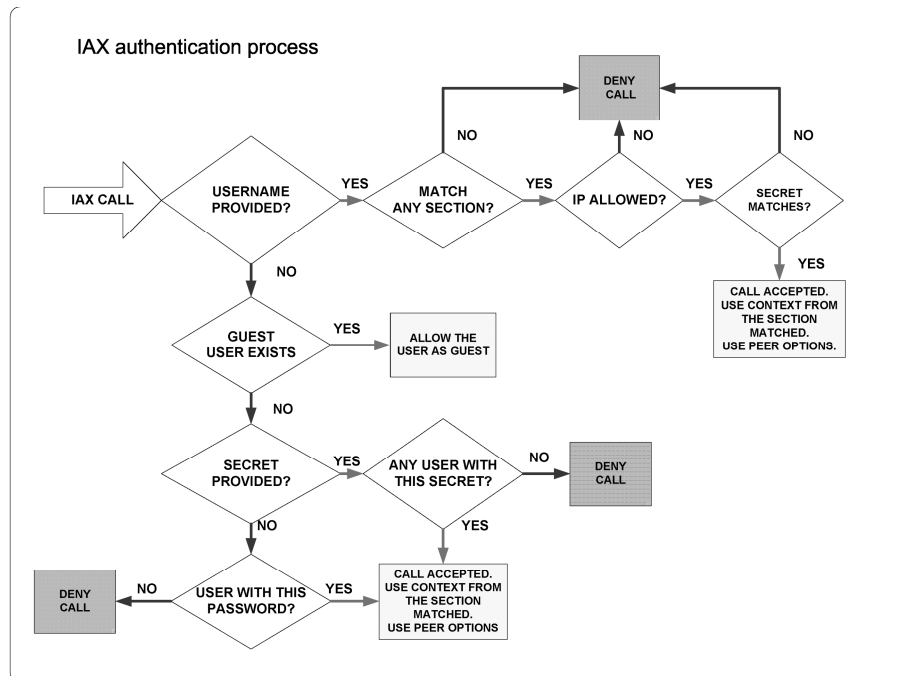 IAX authentication process
DENY
CALL
NO
NO
NO
IAX CALL
USERNAME
PROVIDED?
YES
MATCH
ANY SECTION?
YES
IP ALLOWED?
YES
SECRET
MATCHES?
NO
YES
CALL ACCEPTED.
USE CONTEXT FROM
THE SECTION
MATCHED.
USE PEER OPTIONS.
GUEST
USER EXISTS
YES
ALLOW THE
USER AS GUEST
NO
SECRET
PROVIDED?
YES
ANY USER WITH
THIS SECRET?
NO
DENY
CALL
NO
YES
DENY
CALL
NO
USER WITH THIS
PASSWORD?
YES
CALL ACCEPTED.
USE CONTEXT FROM
THE SECTION
MATCHED.
USE PEER OPTIONS